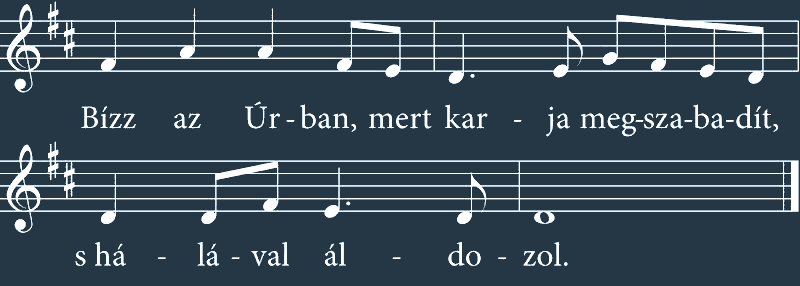 Bízz az Úr-ban, mert kar - ja meg-sza-ba-dít,
s há - lá - val ál - do - zol.